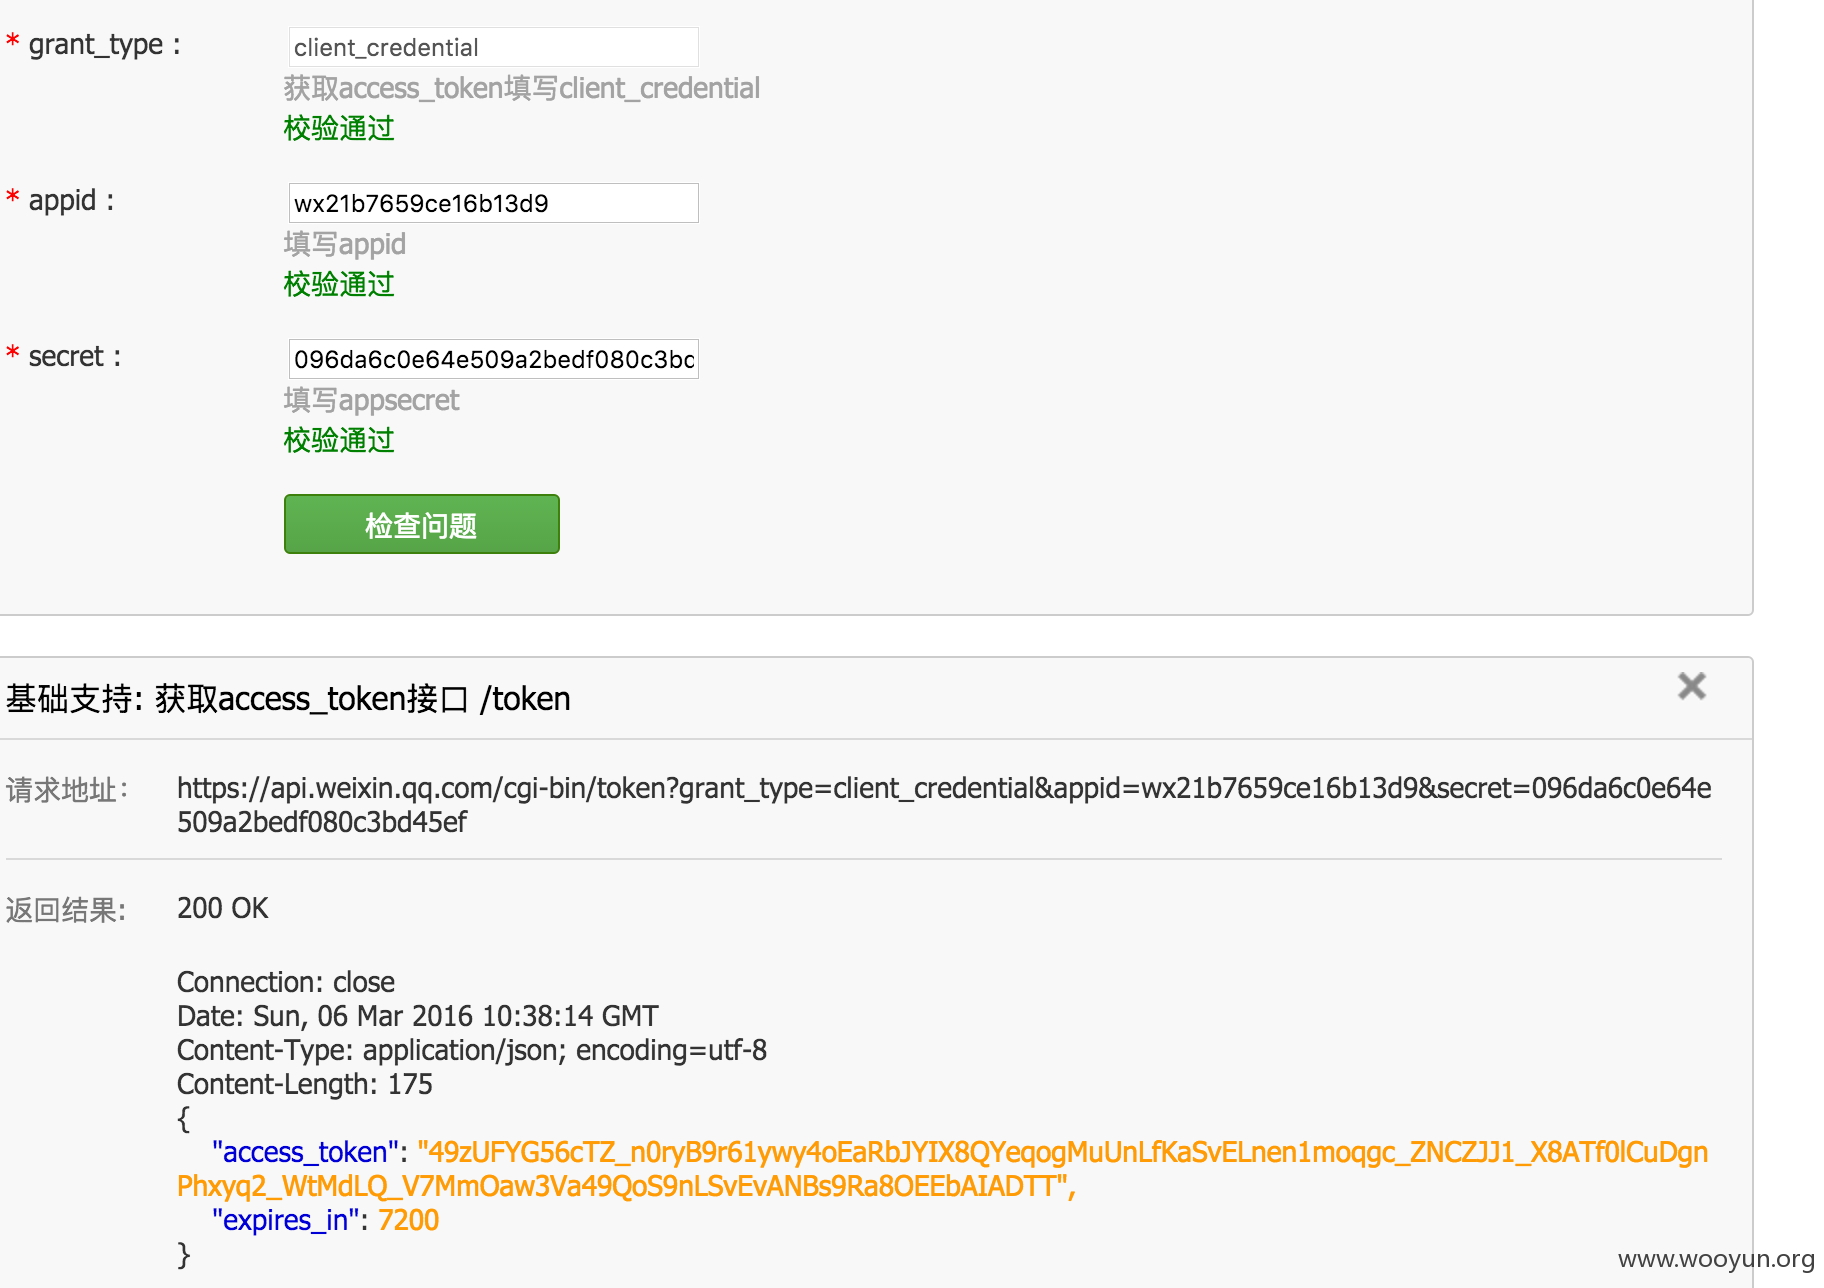 * grant_type :
client_credential
获取access_token填写client_credential
校验通过
* appid :
wx21b7659ce16b13d9
填写appid
校验通过
* secret :
096da6c0e64e509a2bedf080c3bd
填写appsecret
校验通过
检查问题
基础支持: 获取access_token接口 /token
请求地址: https://api.weixin.qq.com/cgi-bin/token?grant_type=client_credential&appid=wx21b7659ce16b13d9&secret=096da6c0e64e
509a2bedf080c3bd45ef
返回结果: 200 OK
Connection: close
Date: Sun, 06 Mar 2016 10:38:14 GMT
Content-Type: application/json; encoding=utf-8
Content-Length: 175
{
"access_token": "49zUFYG56cTZ_n0ryB9r61ywy4oEaRbJYIX8QYeqogMuUnLfKaSvELnen1moqgc_ZNCZJJ1_X8ATf0lCuDgn
Phxyq2_WtMdLQ_V7MmOaw3Va49QoS9nLSvEvANBs9Ra8OEEbAIADTT",
"expires_in": 7200
}
www.wooyun.org